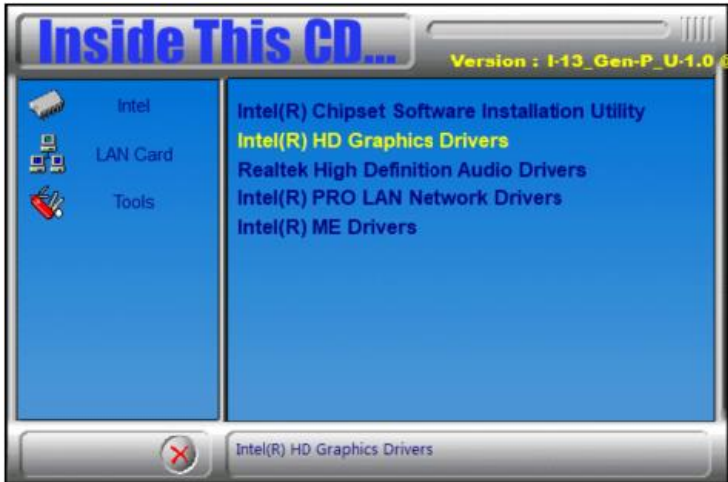 Inside This CD...
Version : I-13_Gen-P_U-1.0
Intel
LAN Card
Tools
Intel(R) Chipset Software Installation Utility
Intel(R) HD Graphics Drivers
Realtek High Definition Audio Drivers
Intel(R) PRO LAN Network Drivers
Intel(R) ME Drivers
Intel(R) HD Graphics Drivers